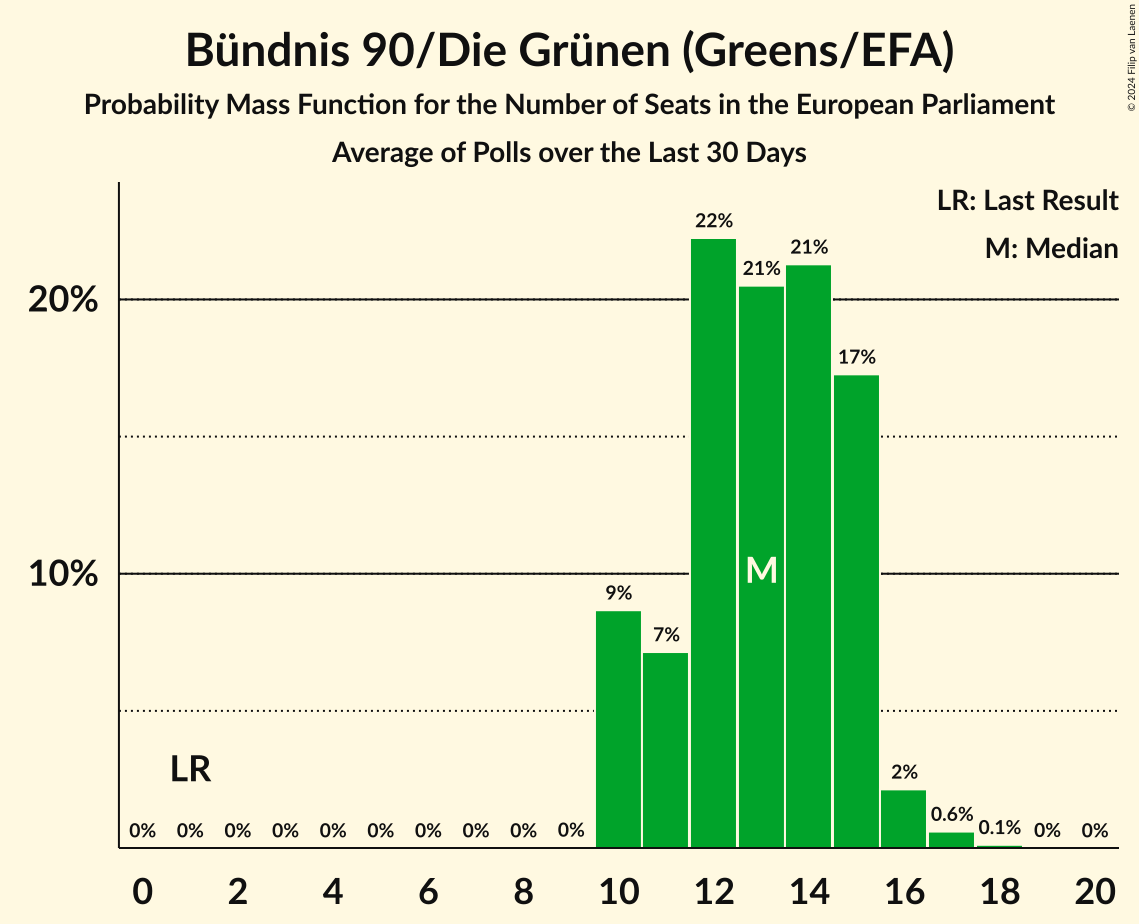 Bündnis 90/Die Grünen (Greens/EFA)
Probability Mass Function for the Number of Seats in the European Parliament
Average of Polls over the Last 30 Days
© 2024 Filip van Laenen
LR: Last Result
M: Median
20%
10%
22%
21%
21%
17%
9%
7%
2%
0.6%
0.1%
M
LR
0% 0% 0% 0% 0% 0% 0% 0% 0% 0%
0% 0%
0 2 4 6 8 10 12 14 16 18 20